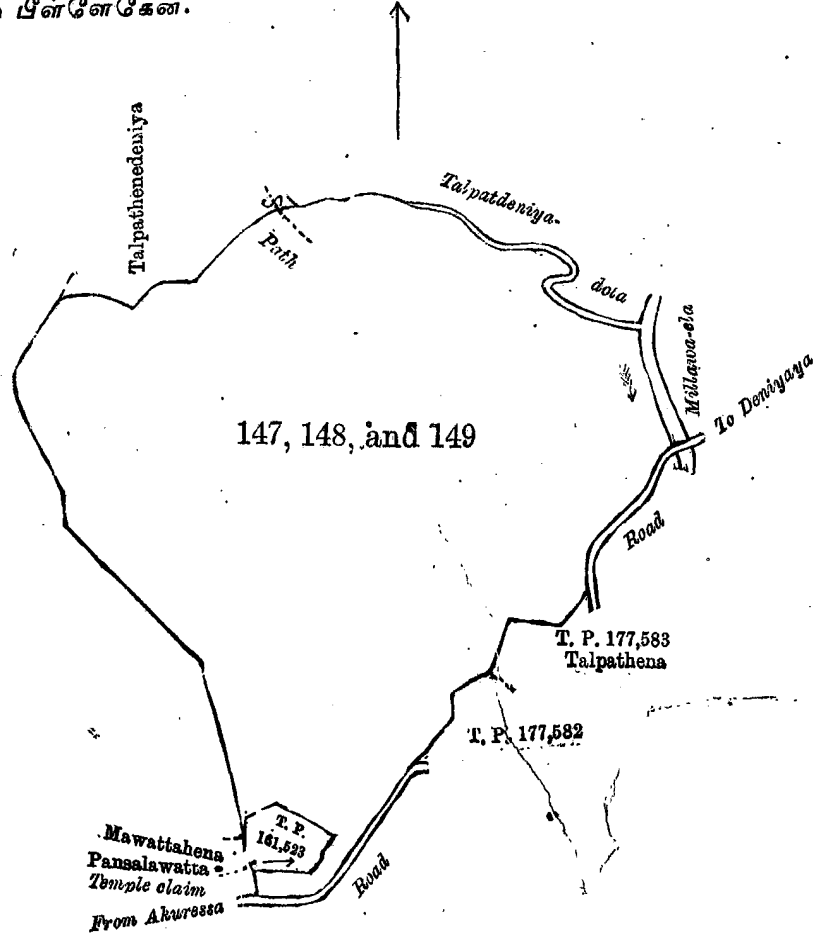 பிள்ளேகேன.
Talpathenedeniya
Path
Talpatdeniya-
dola
Millawa-ela
To Deniyaya
147, 148, and 149
Road
T. P. 177,583
Talpathena
T. P. 177,582
T. P.
161,523
Mawattahena
Pansalawatta
Temple claim
From Akuressa
Road